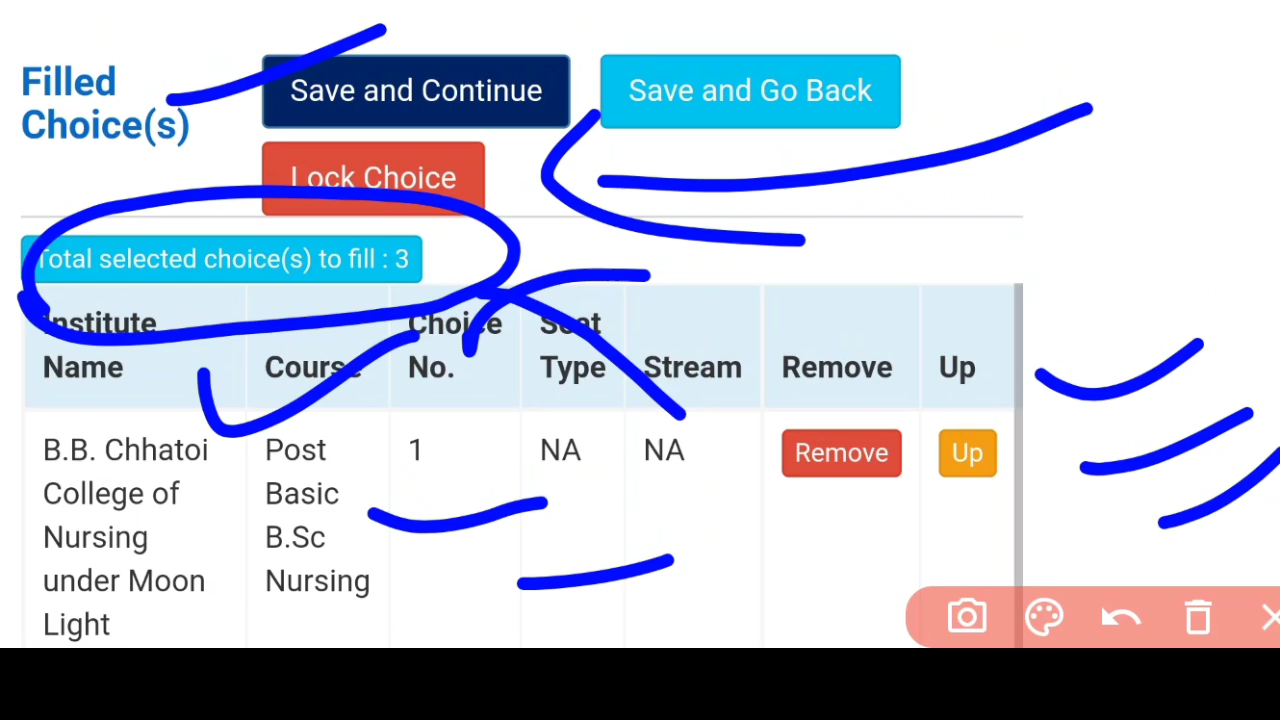 Filled
Choice(s)
Save and Continue
Save and Go Back
Lock Choice
Total selected choice(s) to fill : 3
Institute
Name
Course
Choice
No.
Seat
Type
Stream
Remove
Up
B.B. Chhatoi
College of
Nursing
under Moon
Light
Post
Basic
B.Sc
Nursing
1
NA
NA
Remove
Up